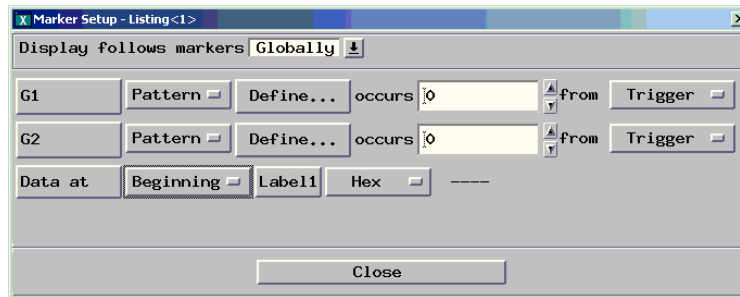 Marker Setup - Listing<1>
Display follows markers Globally
G1 Pattern Define... occurs 0 from Trigger
G2 Pattern Define... occurs 0 from Trigger
Data at Beginning Label1 Hex ----
Close